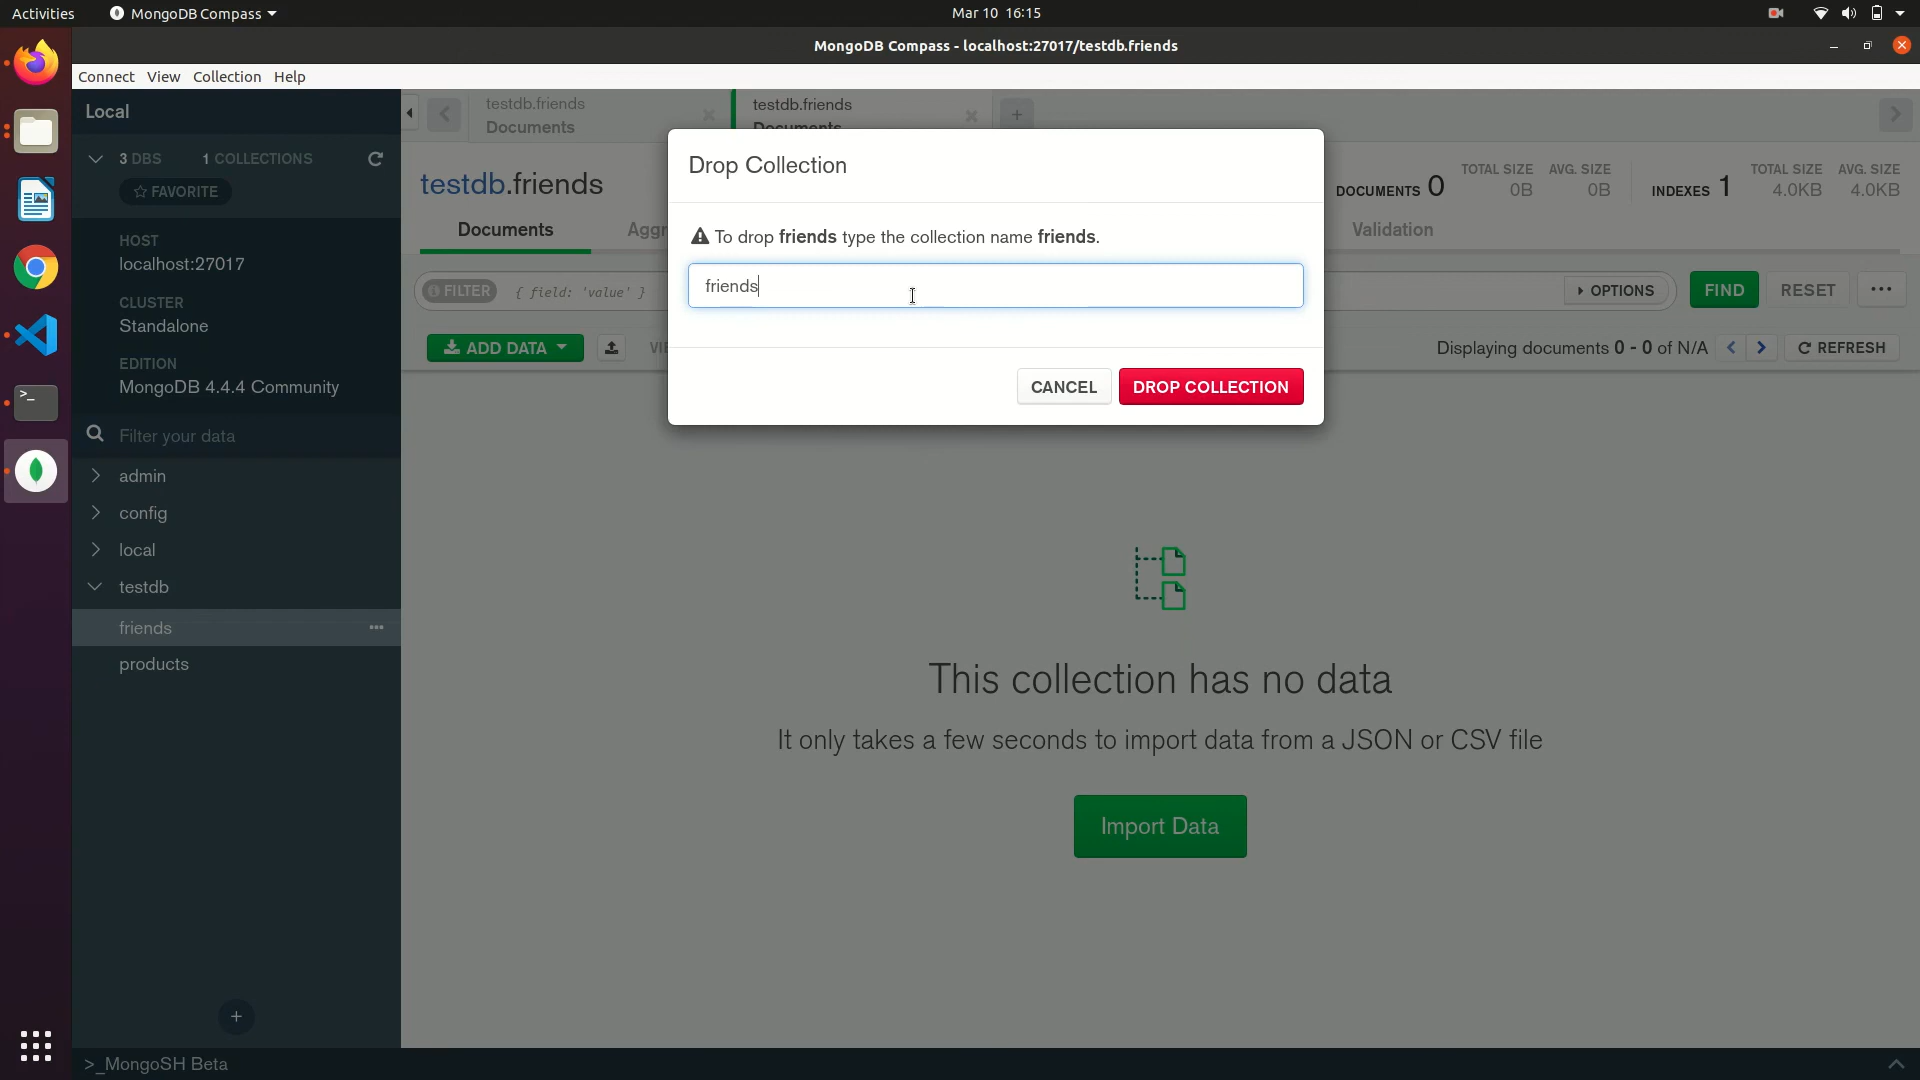 Activities
MongoDB Compass
Mar 10 16:15
MongoDB Compass - localhost:27017/testdb.friends
Connect View Collection Help
Local
3 DBS 1 COLLECTIONS
FAVORITE
HOST
localhost:27017
CLUSTER
Standalone
EDITION
MongoDB 4.4.4 Community
Filter your data
admin
config
local
testdb
friends
products
>_MongoSH Beta
testdb.friends
Documents
testdb.friends
Documents
testdb.friends
DOCUMENTS 0
TOTAL SIZE
0B
AVG. SIZE
0B
INDEXES 1
TOTAL SIZE
4.0KB
AVG. SIZE
4.0KB
Documents
Aggr
Validation
FILTER { field: 'value' }
OPTIONS
FIND
RESET
ADD DATA
VI
Displaying documents 0 - 0 of N/A
REFRESH
Drop Collection
To drop friends type the collection name friends.
friends
CANCEL
DROP COLLECTION
This collection has no data
It only takes a few seconds to import data from a JSON or CSV file
Import Data